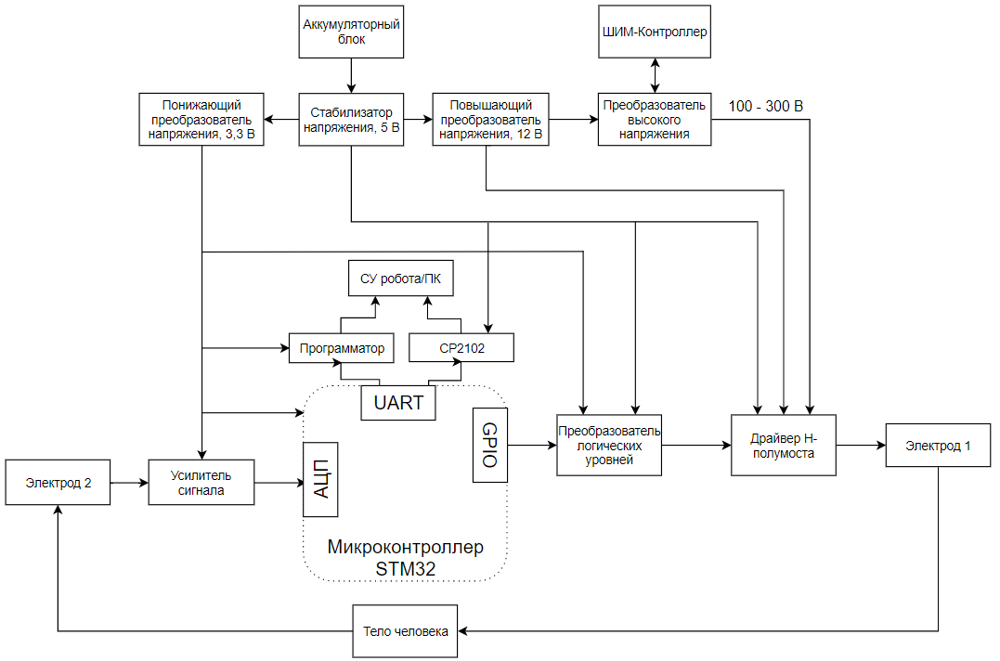 Аккумуляторный
блок
ШИМ-Контроллер
Понижающий
преобразователь
напряжения, 3,3 В
Стабилизатор
напряжения, 5 В
Повышающий
преобразователь
напряжения, 12 В
Преобразователь
высокого
напряжения
100 - 300 В
СУ робота/ПК
Программатор
CP2102
UART
GPIO
Преобразователь
логических
уровней
Драйвер Н-
полумоста
Электрод 1
Электрод 2
Усилитель
сигнала
АЦП
Микроконтроллер
STM32
Тело человека